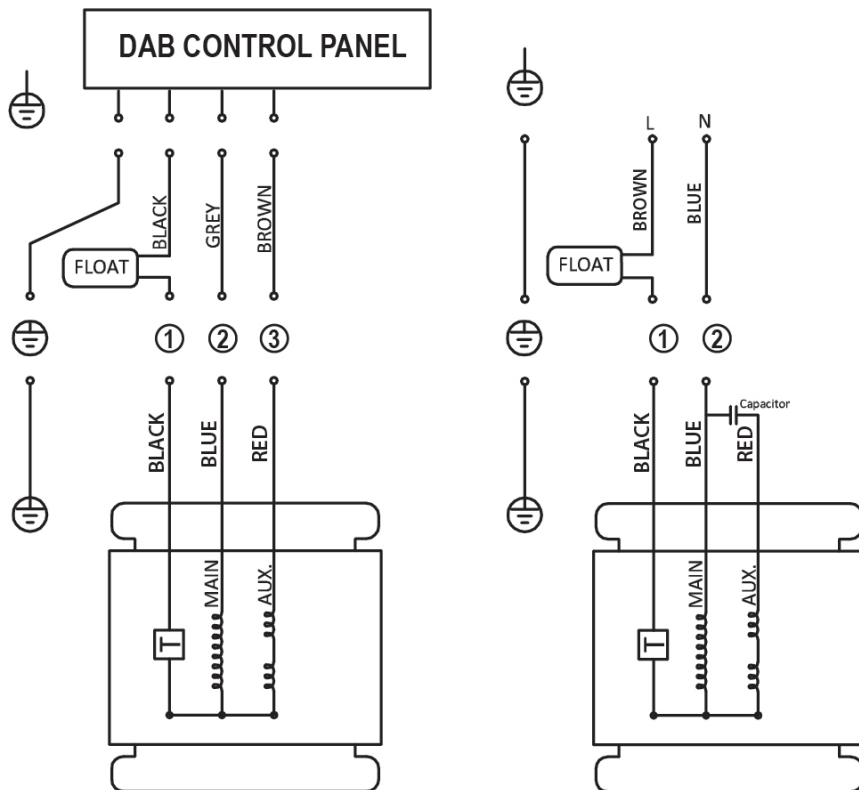 DAB CONTROL PANEL
BLACK
GREY
BROWN
FLOAT
① ② ③
BLACK
BLUE
RED
MAIN
AUX.
T
L N
BROWN
BLUE
FLOAT
① ②
Capacitor
BLACK
BLUE
RED
MAIN
AUX.
T